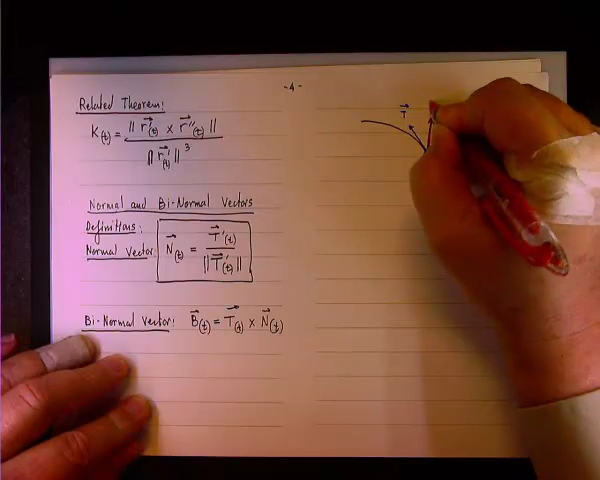 -4-
Related Theorem:
K(t) = || r⃗'(t) × r⃗''(t) || / || r⃗'(t) ||³
Normal and Bi-Normal Vectors
Definitions:
Normal Vector: N⃗(t) = T⃗'(t) / || T⃗'(t) ||
Bi-Normal Vector: B⃗(t) = T⃗(t) × N⃗(t)
T⃗